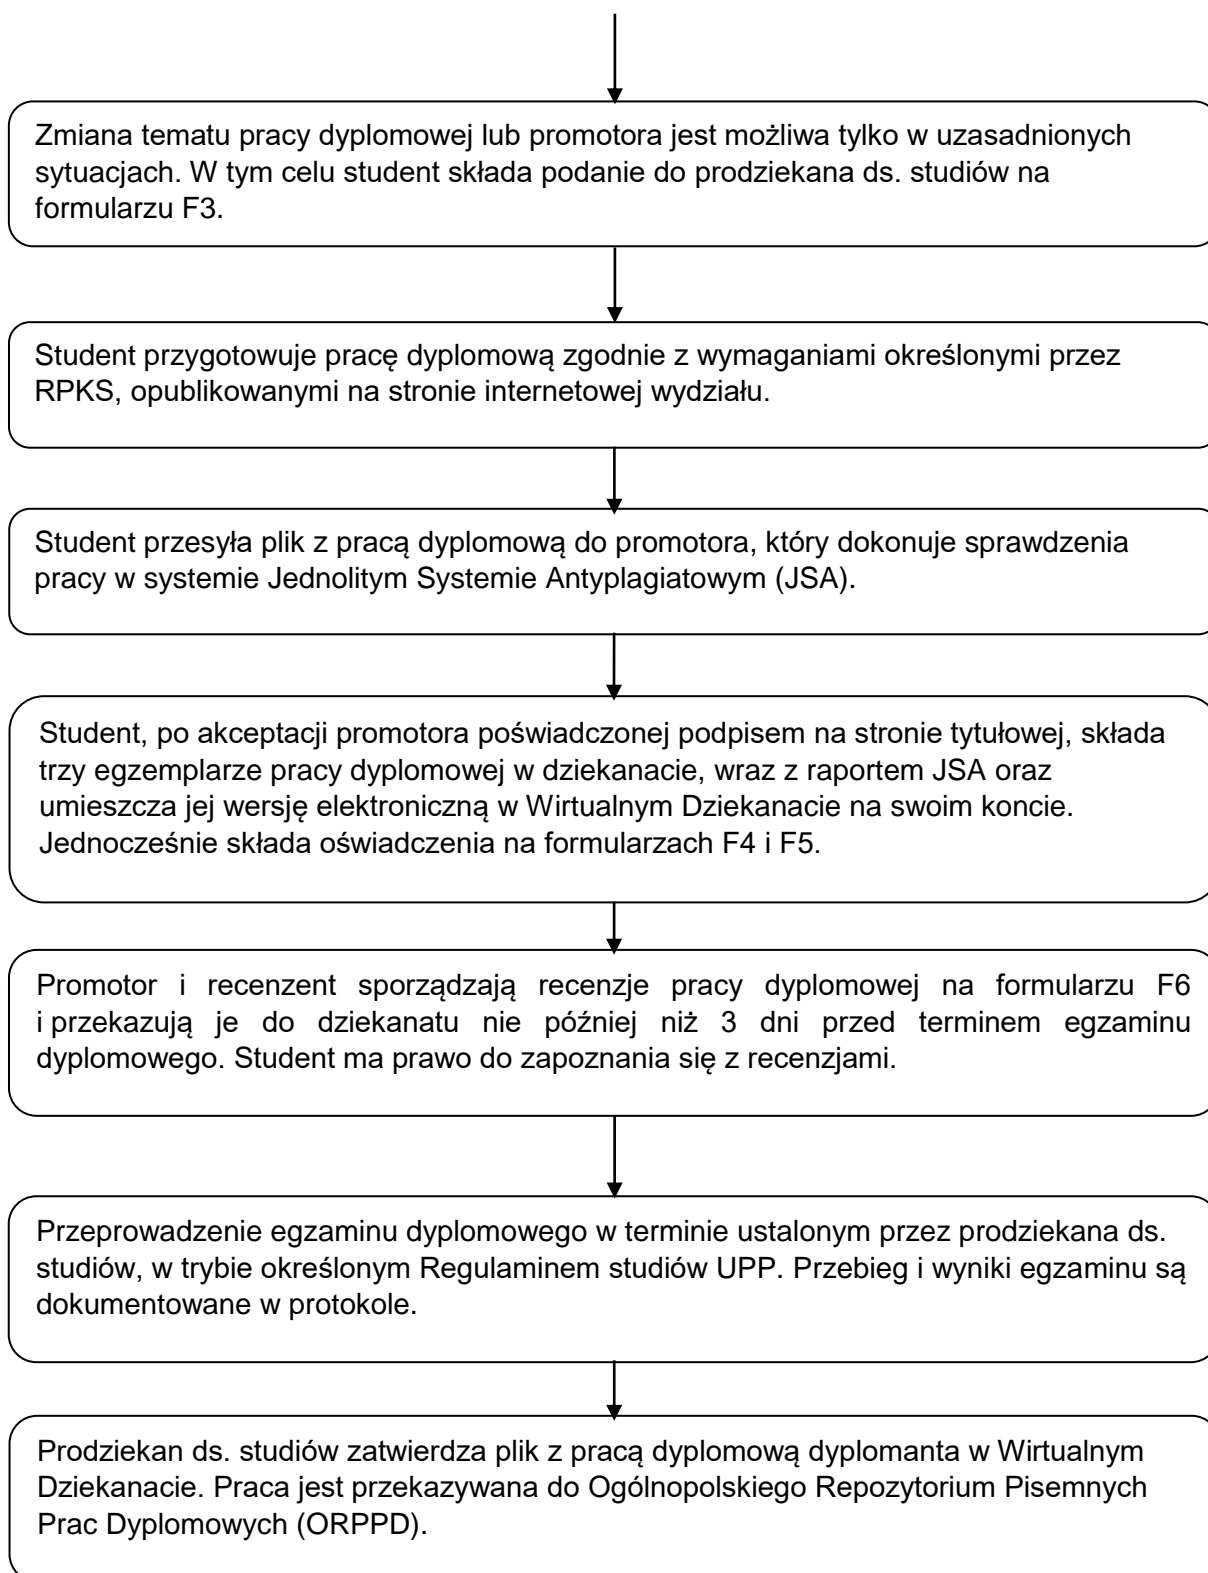 Zmiana tematu pracy dyplomowej lub promotora jest możliwa tylko w uzasadnionych
sytuacjach. W tym celu student składa podanie do prodziekana ds. studiów na
formularzu F3.
Student przygotowuje pracę dyplomową zgodnie z wymaganiami określonymi przez
RPKS, opublikowanymi na stronie internetowej wydziału.
Student przesyła plik z pracą dyplomową do promotora, który dokonuje sprawdzenia
pracy w systemie Jednolitym Systemie Antyplagiatowym (JSA).
Student, po akceptacji promotora poświadczonej podpisem na stronie tytułowej, składa
trzy egzemplarze pracy dyplomowej w dziekanacie, wraz z raportem JSA oraz
umieszcza jej wersję elektroniczną w Wirtualnym Dziekanacie na swoim koncie.
Jednocześnie składa oświadczenia na formularzach F4 i F5.
Promotor i recenzent sporządzają recenzje pracy dyplomowej na formularzu F6
i przekazują je do dziekanatu nie później niż 3 dni przed terminem egzaminu
dyplomowego. Student ma prawo do zapoznania się z recenzjami.
Przeprowadzenie egzaminu dyplomowego w terminie ustalonym przez prodziekana ds.
studiów, w trybie określonym Regulaminem studiów UPP. Przebieg i wyniki egzaminu są
dokumentowane w protokole.
Prodziekan ds. studiów zatwierdza plik z pracą dyplomową dyplomanta w Wirtualnym
Dziekanacie. Praca jest przekazywana do Ogólnopolskiego Repozytorium Pisemnych
Prac Dyplomowych (ORPPD).